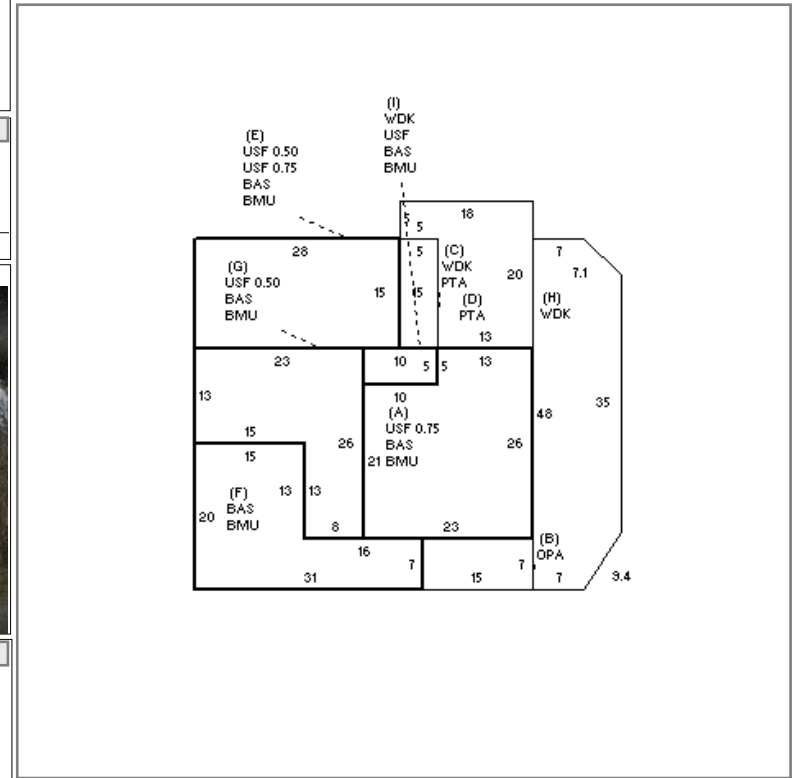 (I)
WDK
USF
BAS
BMU
(E)
USF 0.50
USF 0.75
BAS
BMU
18
5
5
28
5
(C)
WDK
PTA
7
7.1
(G)
USF 0.50
BAS
BMU
15
15
20
(D)
PTA
(H)
WDK
13
23
10
5
5
13
13
10
(A)
USF 0.75
BAS
BMU
48
35
15
26
26
15
21
13
13
(F)
BAS
BMU
20
8
23
16
(B)
OPA
7
7
31
15
7
9.4